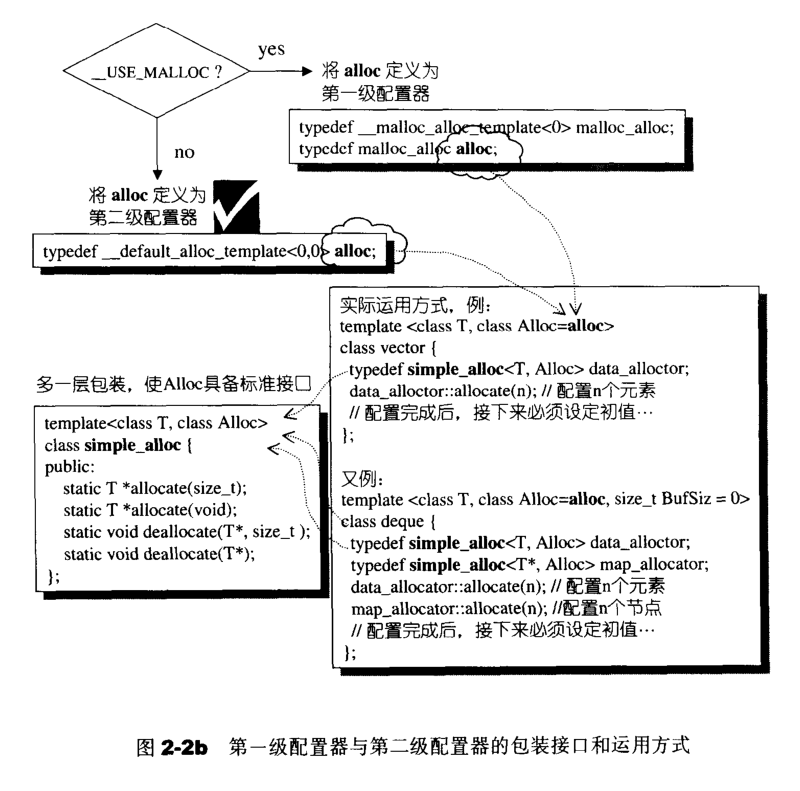 __USE_MALLOC ?
yes
将 alloc 定义为
第一级配置器
typedef __malloc_alloc_template<0> malloc_alloc;
typedef malloc_alloc alloc;
no
将 alloc 定义为
第二级配置器
typedef __default_alloc_template<0,0> alloc;
实际运用方式，例：
template <class T, class Alloc=alloc>
class vector {
typedef simple_alloc<T, Alloc> data_alloctor;
data_alloctor::allocate(n); // 配置n个元素
// 配置完成后，接下来必须设定初值…
};
又例：
template <class T, class Alloc=alloc, size_t BufSiz = 0>
class deque {
typedef simple_alloc<T, Alloc> data_alloctor;
typedef simple_alloc<T*, Alloc> map_allocator;
data_allocator::allocate(n); // 配置n个元素
map_allocator::allocate(n); //配置n个节点
// 配置完成后，接下来必须设定初值…
};
多一层包装，使Alloc具备标准接口
template<class T, class Alloc>
class simple_alloc {
public:
static T *allocate(size_t);
static T *allocate(void);
static void deallocate(T*, size_t );
static void deallocate(T*);
};
图 2-2b 第一级配置器与第二级配置器的包装接口和运用方式